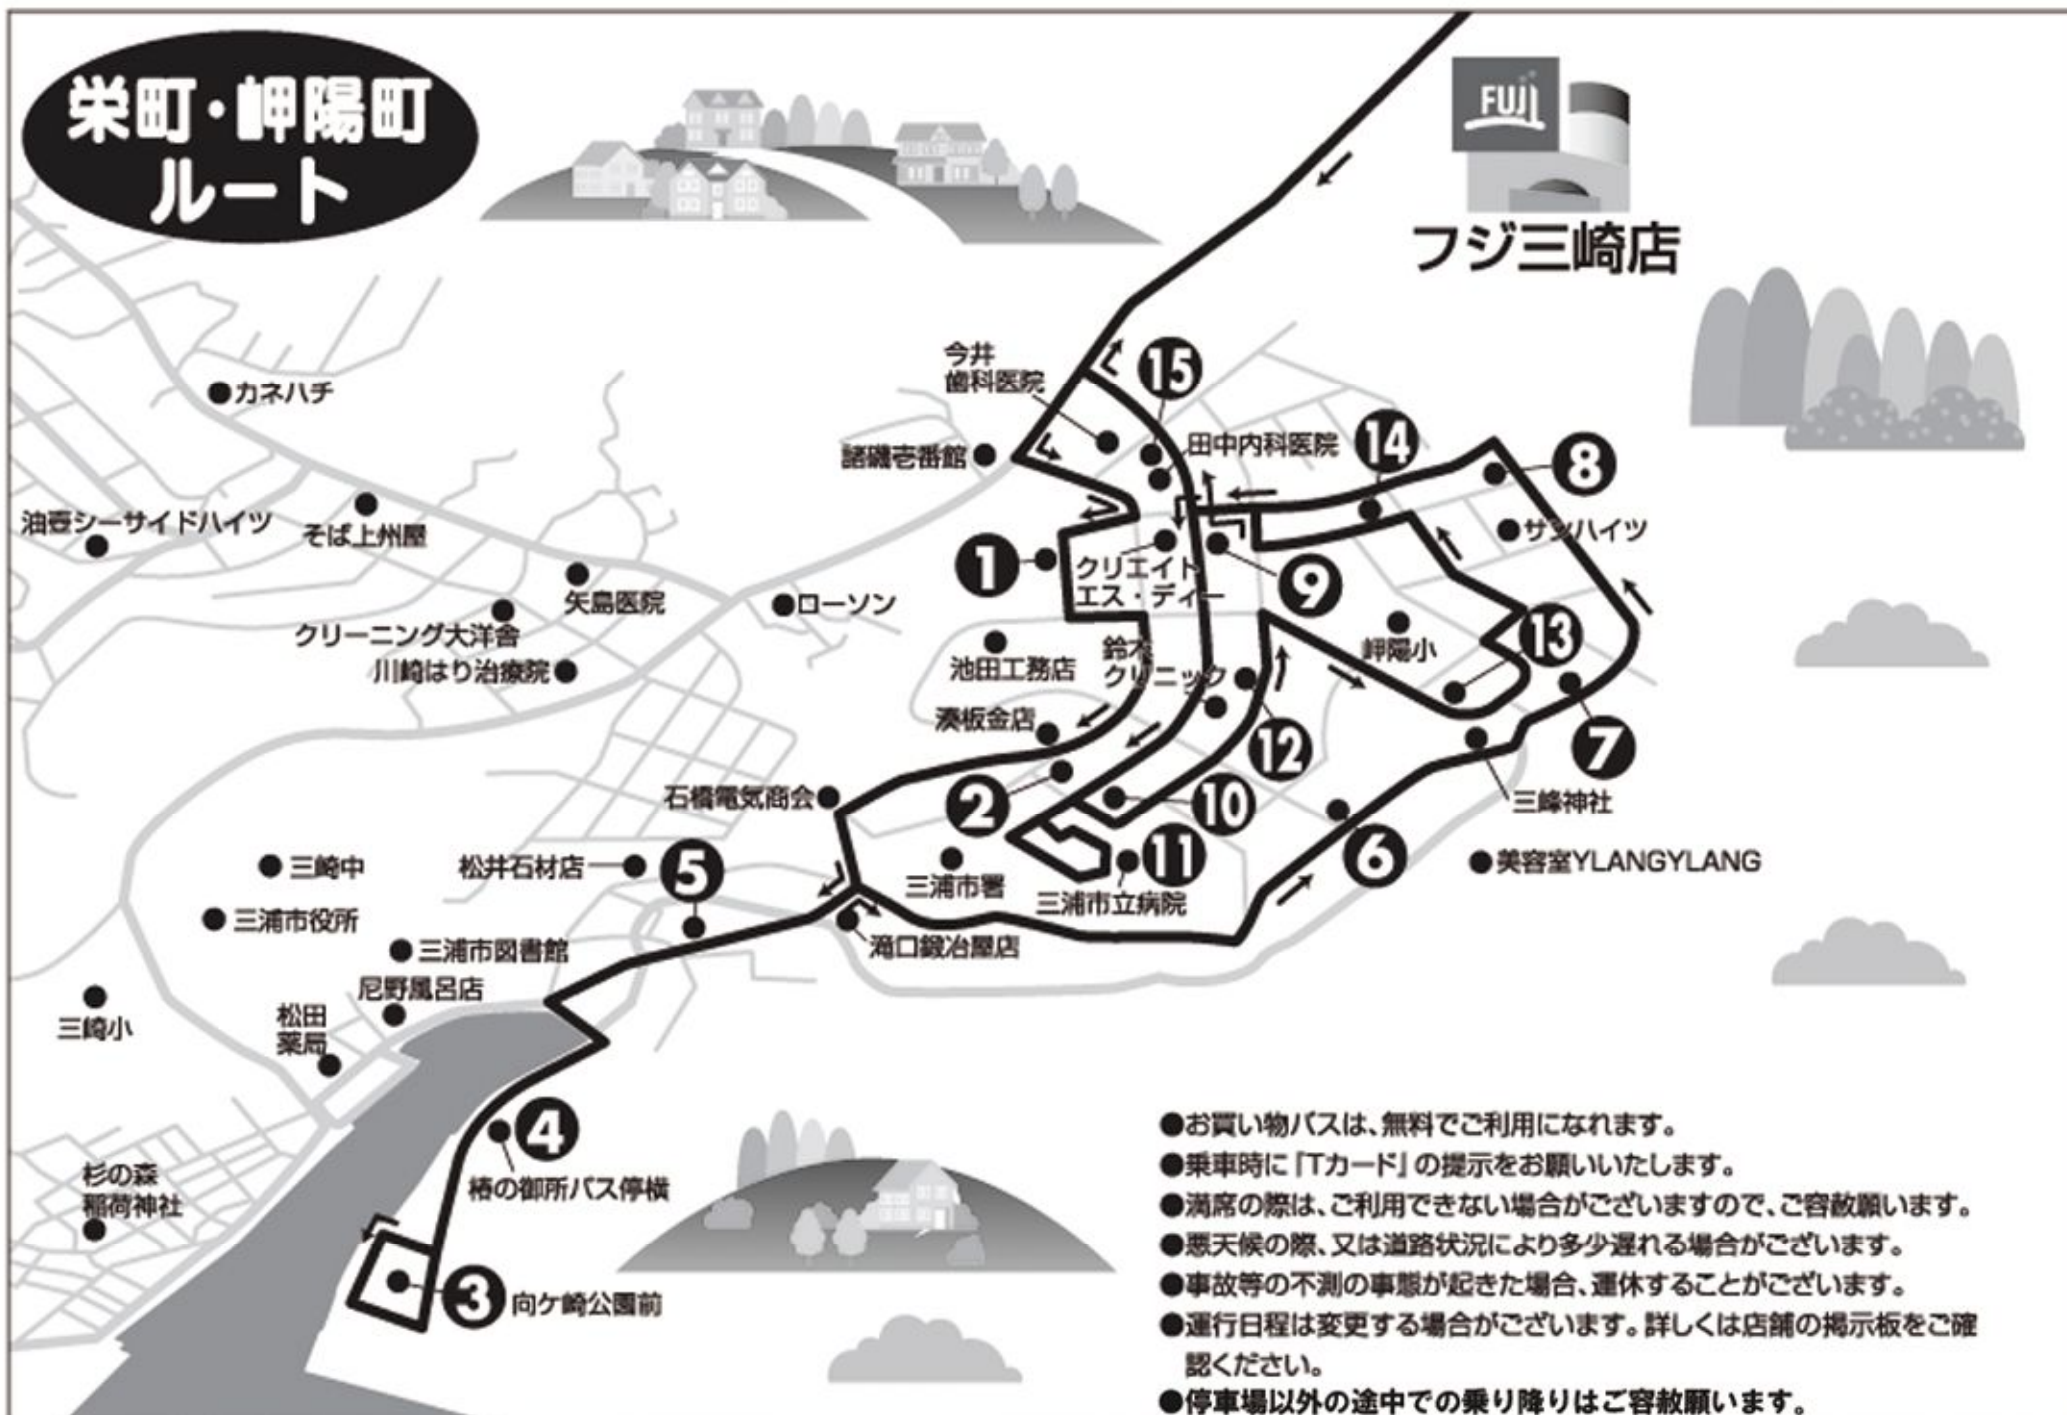 栄町・岬陽町
ルート
FUJI
フジ三崎店
今井
歯科医院
15
カネハチ
諸磯壱番館
田中内科医院
14
8
油壺シーサイドハイツ
そば上州屋
サンハイツ
1
クリエイト
エス・ディー
9
矢島医院
ローソン
クリーニング大洋舎
川崎はり治療院
池田工務店
鈴木
クリニック
岬陽小
13
湊板金店
12
7
石橋電気商会
2
10
三峰神社
三崎中
松井石材店
5
三浦市署
11
6
美容室YLANGYLANG
三浦市立病院
三浦市役所
三浦市図書館
滝口鍛冶屋店
尼野風呂店
三崎小
松田
薬局
4
椿の御所バス停横
杉の森
稲荷神社
3
向ケ崎公園前
●お買い物バスは、無料でご利用になれます。
●乗車時に「Tカード」の提示をお願いいたします。
●満席の際は、ご利用できない場合がございますので、ご容赦願います。
●悪天候の際、又は道路状況により多少遅れる場合がございます。
●事故等の不測の事態が起きた場合、運休することがございます。
●運行日程は変更する場合がございます。詳しくは店舗の掲示板をご確
認ください。
●停車場以外の途中での乗り降りはご容赦願います。